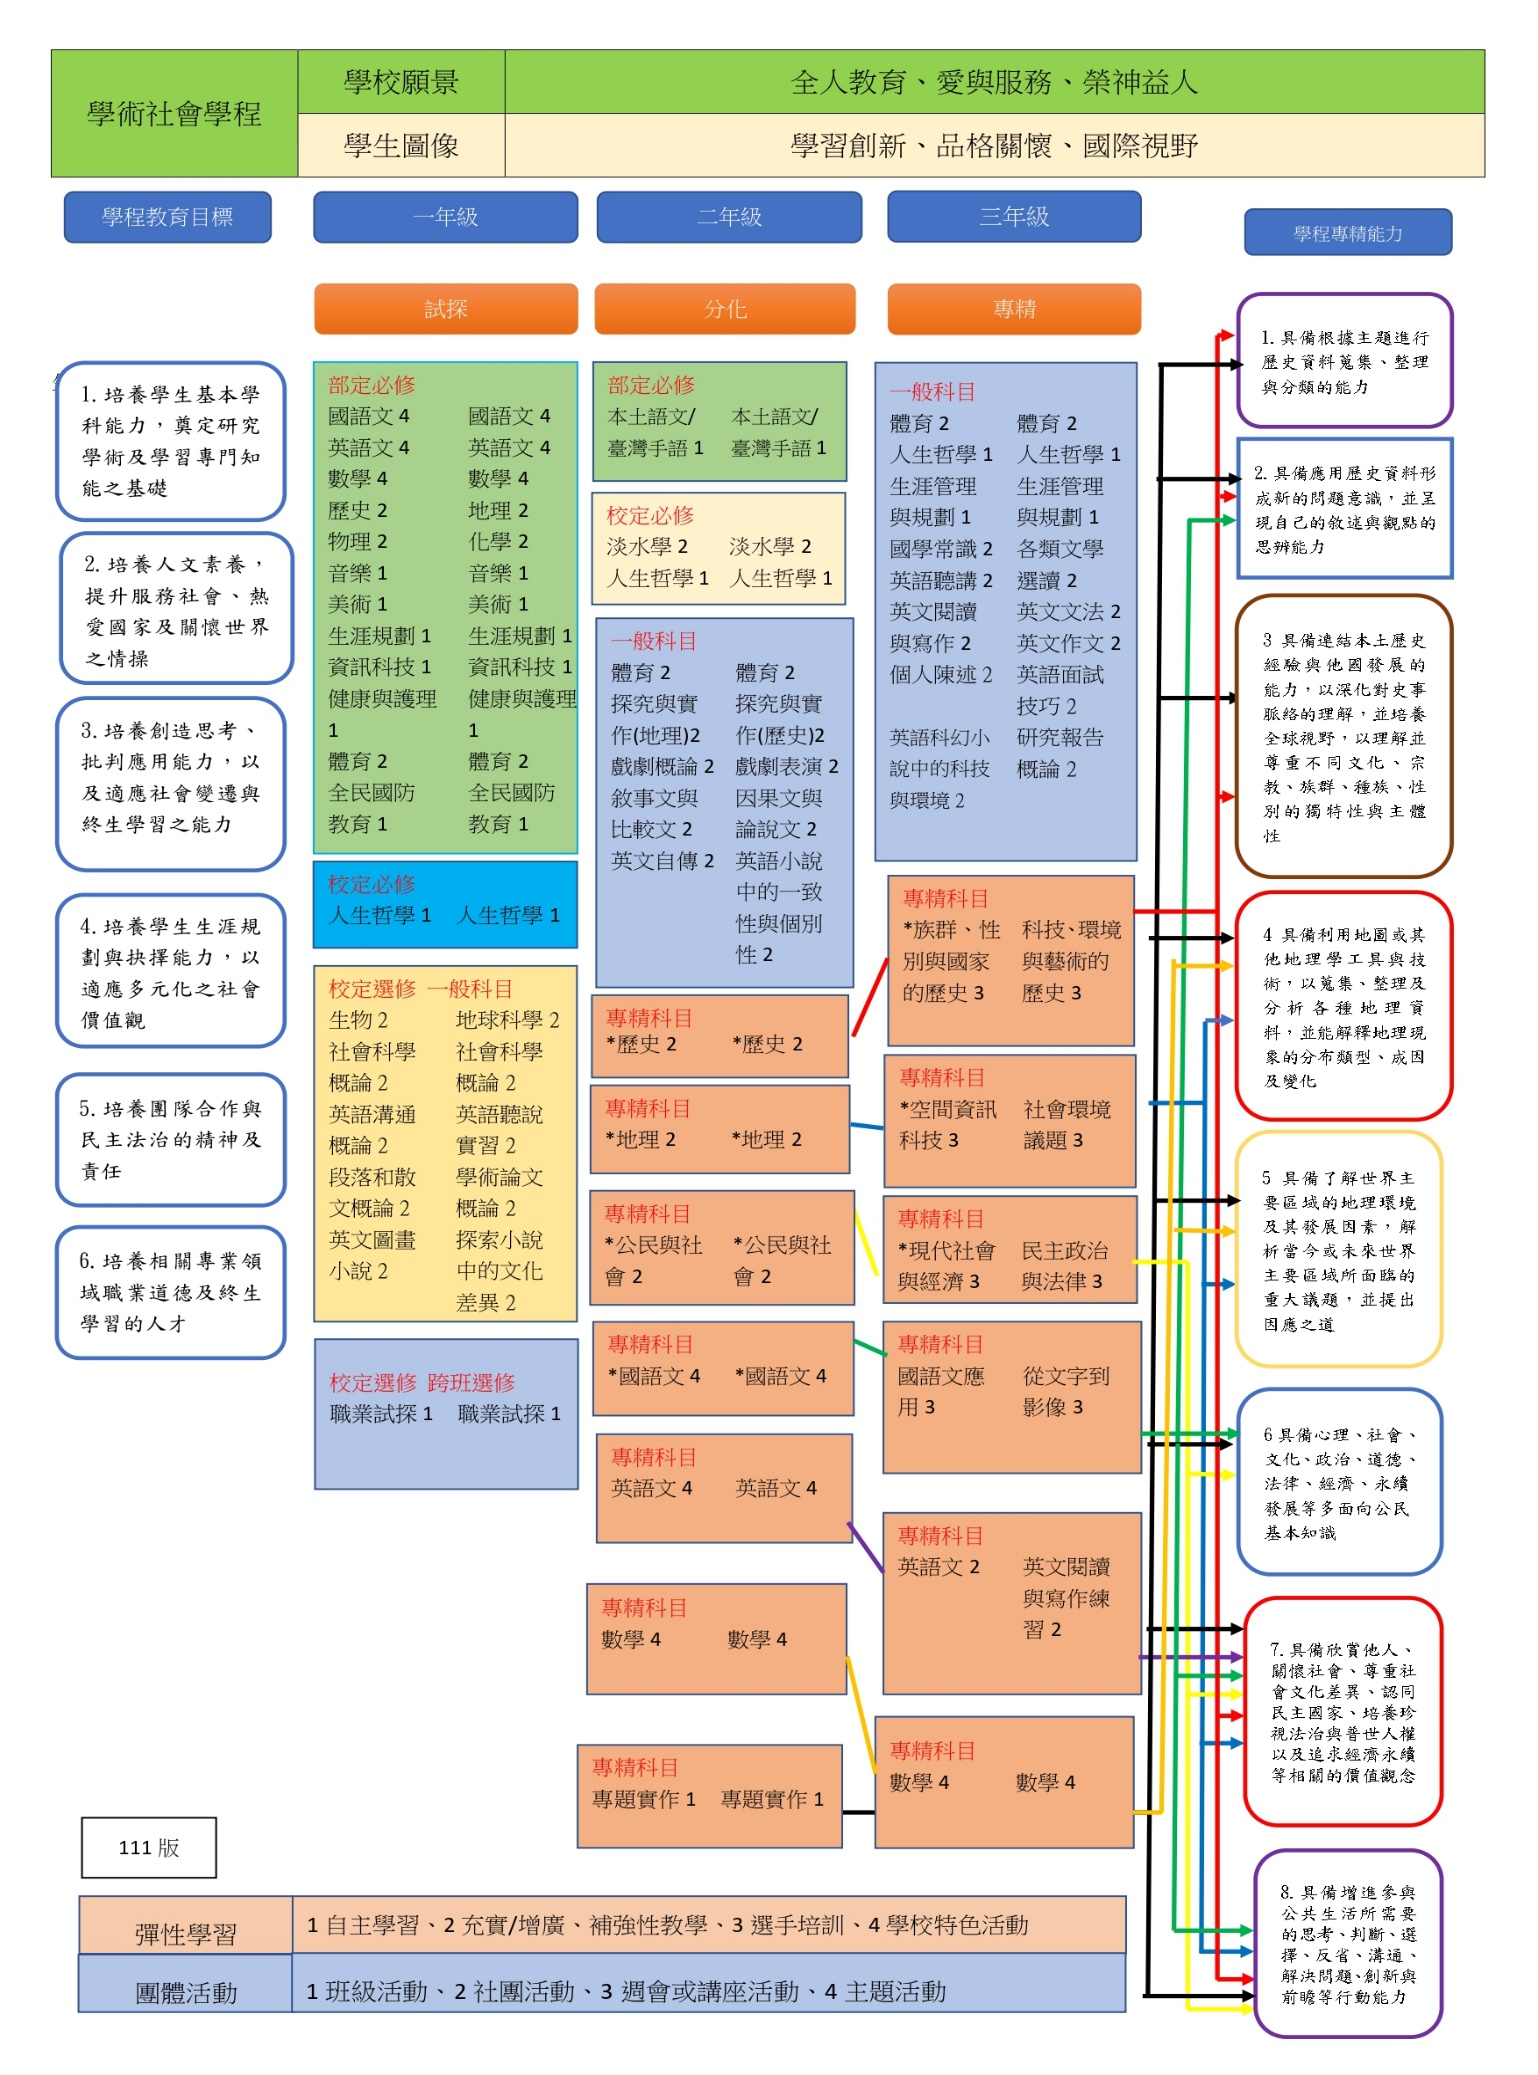 學術社會學程
學校願景
全人教育、愛與服務、榮神益人
學生圖像
學習創新、品格關懷、國際視野
學程教育目標
一年級
二年級
三年級
學程專精能力
試探
分化
專精
1. 培養學生基本學
科能力，奠定研究
學術及學習專門知
能之基礎
2. 培養人文素養，
提升服務社會、熱
愛國家及關懷世界
之情操
3. 培養創造思考、
批判應用能力，以
及適應社會變遷與
終生學習之能力
4. 培養學生生涯規
劃與抉擇能力，以
適應多元化之社會
價值觀
5. 培養團隊合作與
民主法治的精神及
責任
6. 培養相關專業領
域職業道德及終生
學習的人才
部定必修
國語文 4 國語文 4
英語文 4 英語文 4
數學 4 數學 4
歷史 2 地理 2
物理 2 化學 2
音樂 1 音樂 1
美術 1 美術 1
生涯規劃 1 生涯規劃 1
資訊科技 1 資訊科技 1
健康與護理 健康與護理
1 1
體育 2 體育 2
全民國防 全民國防
教育 1 教育 1
校定必修
人生哲學 1 人生哲學 1
校定選修 一般科目
生物 2 地球科學 2
社會科學 社會科學
概論 2 概論 2
英語溝通 英語聽說
概論 2 實習 2
段落和散 學術論文
文概論 2 概論 2
英文圖畫 探索小說
小說 2 中的文化
差異 2
校定選修 跨班選修
職業試探 1 職業試探 1
部定必修
本土語文/ 本土語文/
臺灣手語 1 臺灣手語 1
校定必修
淡水學 2 淡水學 2
人生哲學 1 人生哲學 1
一般科目
體育 2 體育 2
探究與實 探究與實
作(地理)2 作(歷史)2
戲劇概論 2 戲劇表演 2
敘事文與 因果文與
比較文 2 論說文 2
英文自傳 2 英語小說
中的一致
性與個別
性 2
專精科目
*歷史 2 *歷史 2
專精科目
*地理 2 *地理 2
專精科目
*公民與社 *公民與社
會 2 會 2
專精科目
*國語文 4 *國語文 4
專精科目
英語文 4 英語文 4
專精科目
數學 4 數學 4
專精科目
專題實作 1 專題實作 1
一般科目
體育 2 體育 2
人生哲學 1 人生哲學 1
生涯管理 生涯管理
與規劃 1 與規劃 1
國學常識 2 各類文學
英語聽講 2 選讀 2
英文閱讀 英文文法 2
與寫作 2 英文作文 2
個人陳述 2 英語面試
技巧 2
英語科幻小 研究報告
說中的科技 概論 2
與環境 2
專精科目
*族群、性 科技、環境
別與國家 與藝術的
的歷史 3 歷史 3
專精科目
*空間資訊 社會環境
科技 3 議題 3
專精科目
*現代社會 民主政治
與經濟 3 與法律 3
專精科目
國語文應 從文字到
用 3 影像 3
專精科目
英語文 2 英文閱讀
與寫作練
習 2
專精科目
數學 4 數學 4
1. 具備根據主題進行
歷史資料蒐集、整理
與分類的能力
2. 具備應用歷史資料形
成新的問題意識，並呈
現自己的敘述與觀點的
思辨能力
3 具備連結本土歷史
經驗與他國發展的
能力，以深化對史事
脈絡的理解，並培養
全球視野，以理解並
尊重不同文化、宗
教、族群、種族、性
別的獨特性與主體
性
4 具備利用地圖或其
他地理學工具與技
術，以蒐集、整理及
分析各種地理資
料，並能解釋地理現
象的分布類型、成因
及變化
5 具備了解世界主
要區域的地理環境
及其發展因素，解
析當今或未來世界
主要區域所面臨的
重大議題，並提出
因應之道
6 具備心理、社會、
文化、政治、道德、
法律、經濟、永續
發展等多面向公民
基本知識
7. 具備欣賞他人、
關懷社會、尊重社
會文化差異、認同
民主國家、培養珍
視法治與普世人權
以及追求經濟永續
等相關的價值觀念
8. 具備增進參與
公共生活所需要
的思考、判斷、選
擇、反省、溝通、
解決問題、創新與
前瞻等行動能力
111 版
彈性學習
1 自主學習、2 充實/增廣、補強性教學、3 選手培訓、4 學校特色活動
團體活動
1 班級活動、2 社團活動、3 週會或講座活動、4 主題活動